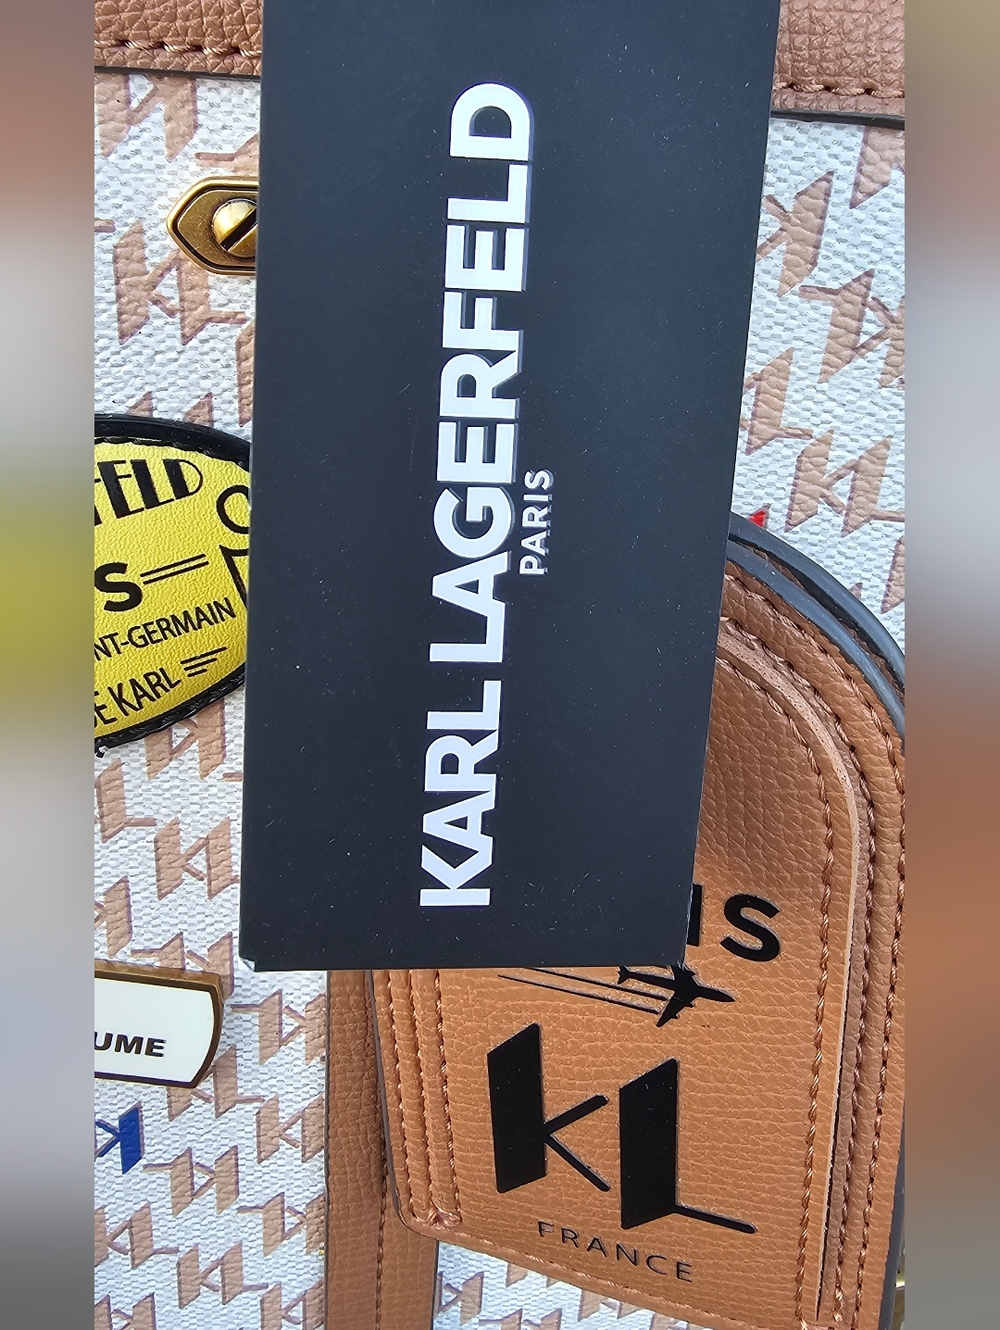 KARL LAGERFELD
PARIS
FELD
S
NT-GERMAIN
E KARL
UME
K
IS
KL
FRANCE